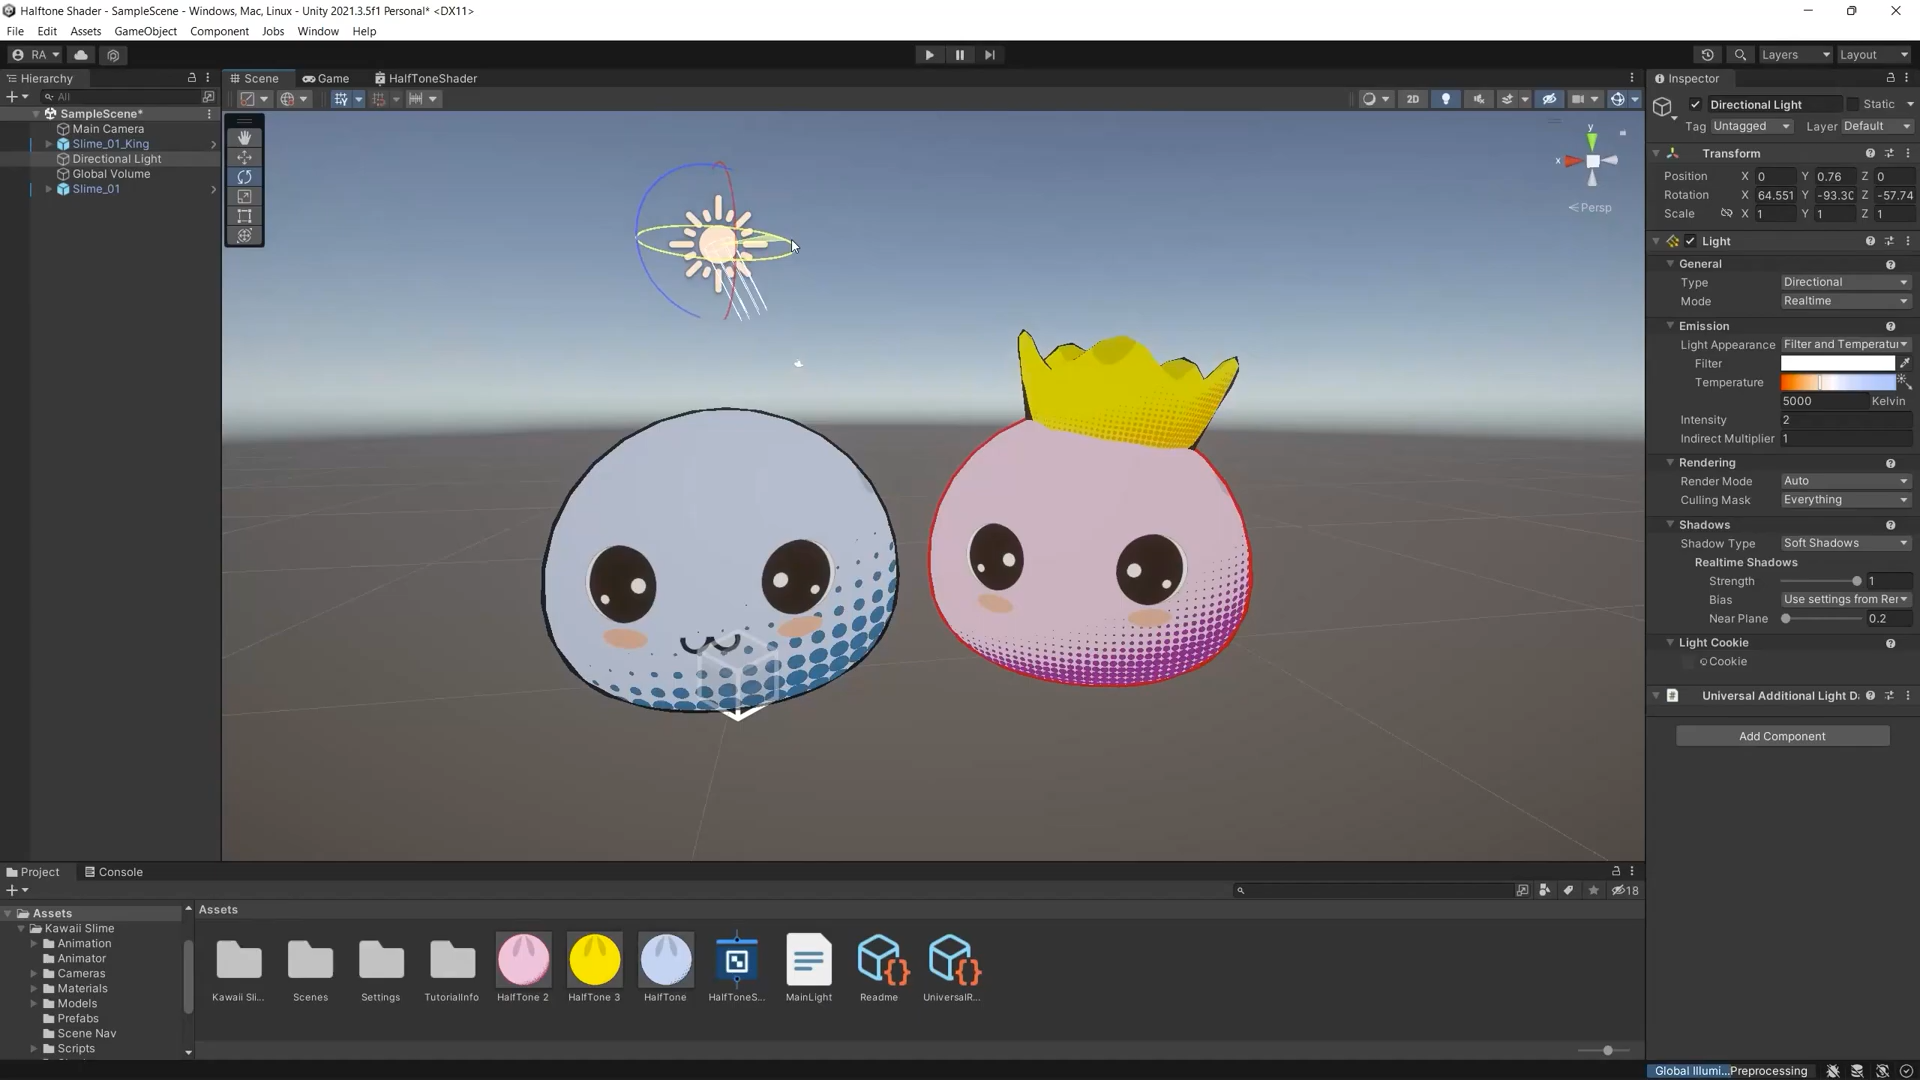 Halftone Shader - SampleScene - Windows, Mac, Linux - Unity 2021.3.5f1 Personal* <DX11>
File Edit Assets GameObject Component Jobs Window Help
RA
Layers Layout
Hierarchy
All
SampleScene*
Main Camera
Slime_01_King
Directional Light
Global Volume
Slime_01
Scene Game HalfToneShader
2D
y
x
Persp
Inspector
Directional Light Static
Tag Untagged Layer Default
Transform
Position X 0 Y 0.76 Z 0
Rotation X 64.551 Y -93.30 Z -57.74
Scale X 1 Y 1 Z 1
Light
General
Type Directional
Mode Realtime
Emission
Light Appearance Filter and Temperatur
Filter
Temperature
5000 Kelvin
Intensity 2
Indirect Multiplier 1
Rendering
Render Mode Auto
Culling Mask Everything
Shadows
Shadow Type Soft Shadows
Realtime Shadows
Strength 1
Bias Use settings from Rer
Near Plane 0.2
Light Cookie
Cookie
# Universal Additional Light D
Add Component
Project Console
18
Assets
Kawaii Slime
Animation
Animator
Cameras
Materials
Models
Prefabs
Scene Nav
Scripts
Assets
Kawaii Sli... Scenes Settings TutorialInfo HalfTone 2 HalfTone 3 HalfTone HalfToneS... MainLight Readme UniversalR...
Global Illumi... Preprocessing